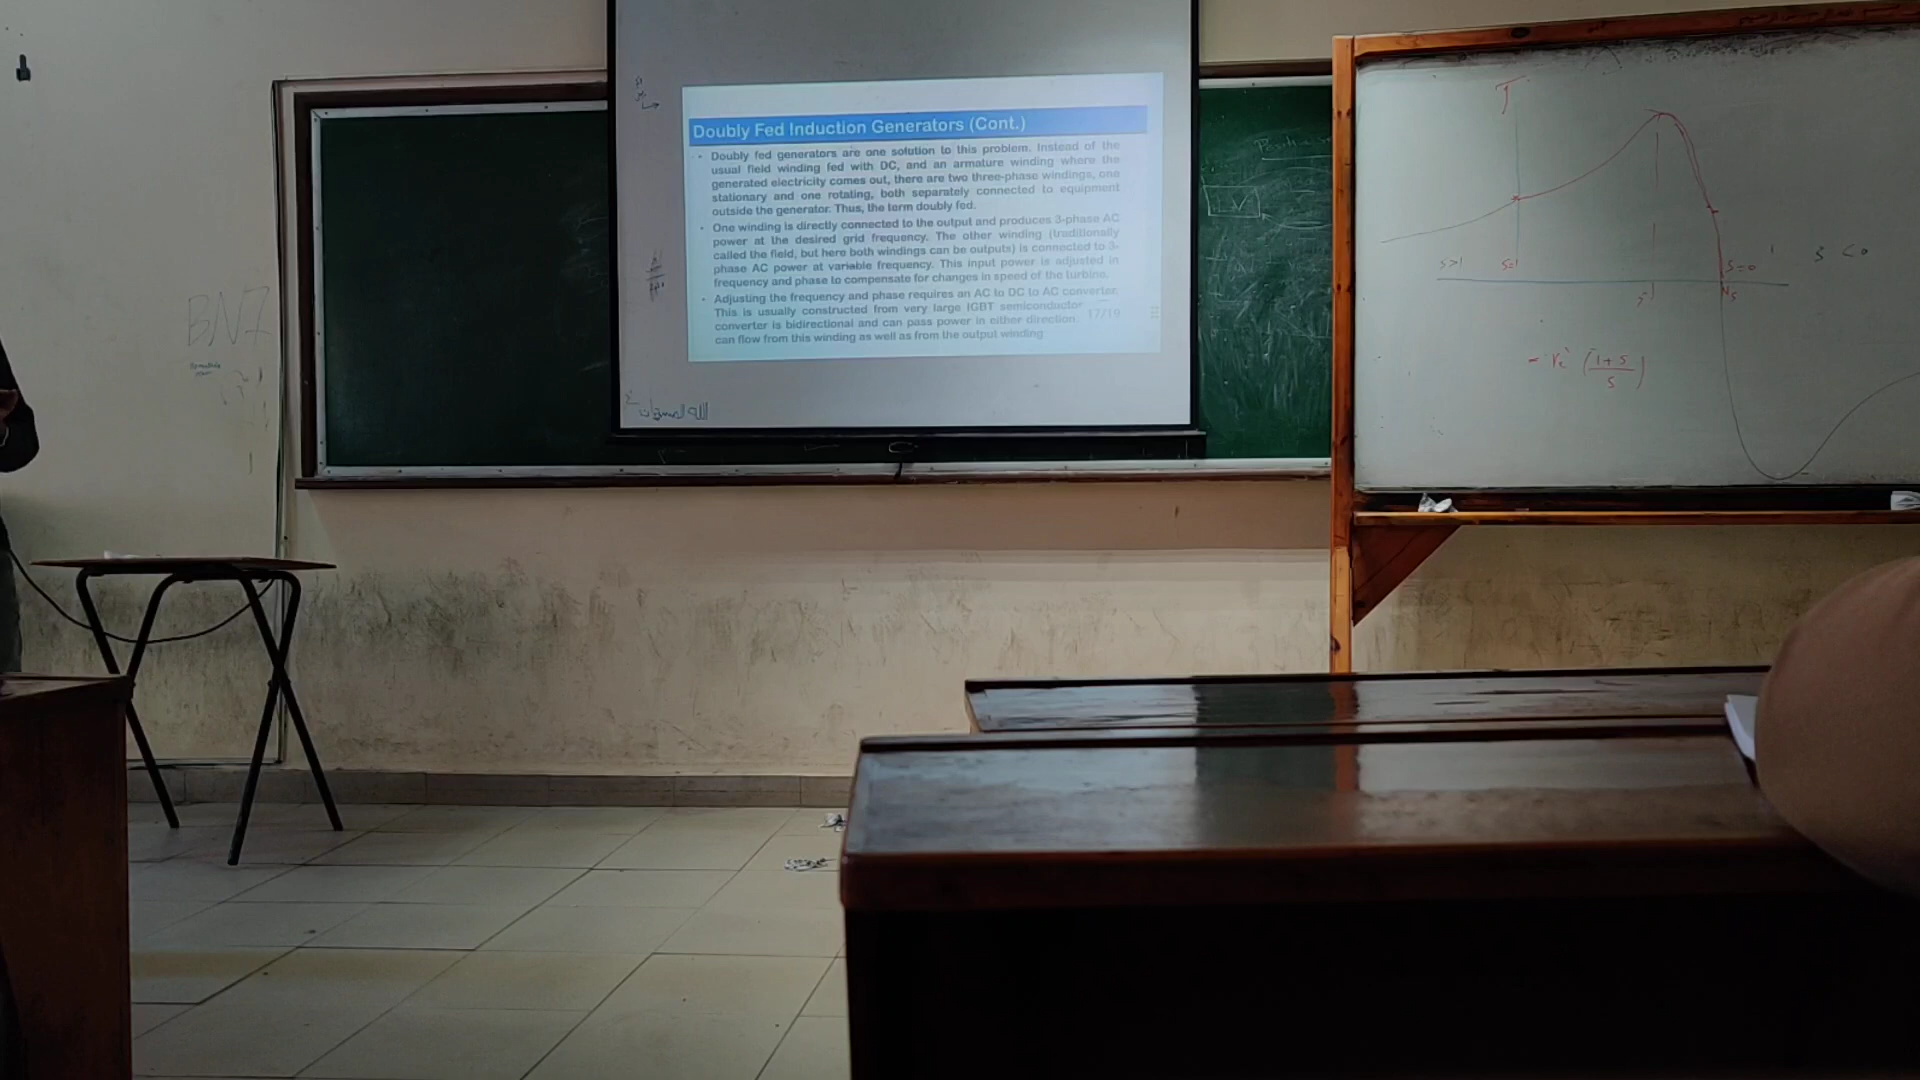 Doubly Fed Induction Generators (Cont.)
• Doubly fed generators are one solution to this problem. Instead of the
usual field winding fed with DC, and an armature winding where the
generated electricity comes out, there are two three-phase windings, one
stationary and one rotating, both separately connected to equipment
outside the generator. Thus, the term doubly fed.
• One winding is directly connected to the output and produces 3-phase AC
power at the desired grid frequency. The other winding (traditionally
called the field, but here both windings can be outputs) is connected to 3-
phase AC power at variable frequency. This input power is adjusted in
frequency and phase to compensate for changes in speed of the turbine.
• Adjusting the frequency and phase requires an AC to DC to AC converter.
This is usually constructed from very large IGBT semiconductor
converter is bidirectional and can pass power in either direction. 17/19
can flow from this winding as well as from the output winding
BN7
T
S>1 S=1 S=0 S<0
Ns
(1+S/S)